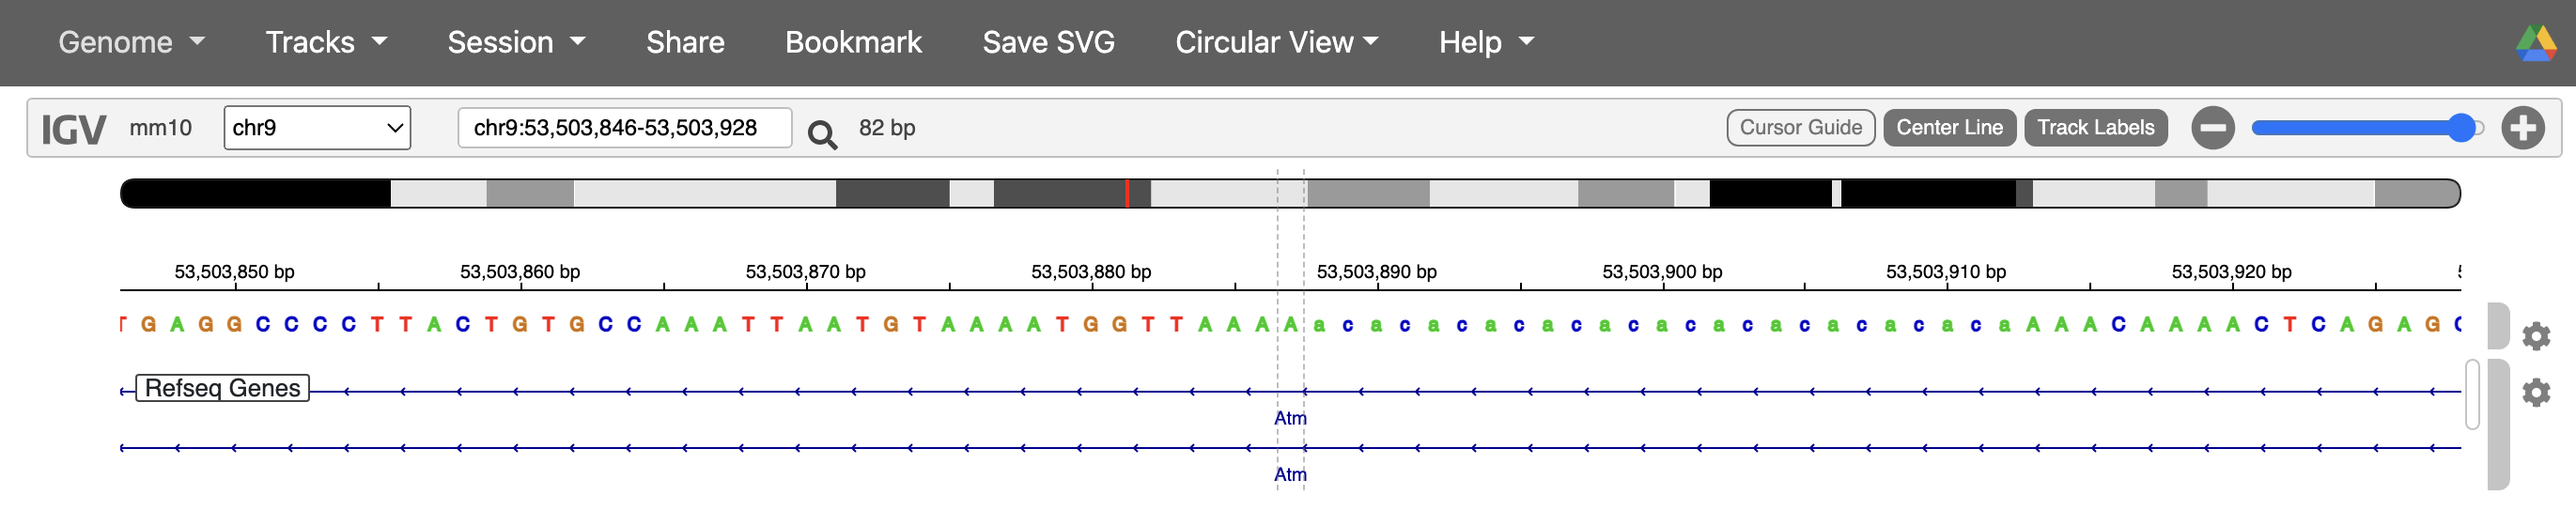 Genome Tracks Session Share Bookmark Save SVG Circular View Help
IGV mm10 chr9 chr9:53,503,846-53,503,928 82 bp Cursor Guide Center Line Track Labels
53,503,850 bp 53,503,860 bp 53,503,870 bp 53,503,880 bp 53,503,890 bp 53,503,900 bp 53,503,910 bp 53,503,920 bp
T G A G G C C C C T T A C T G T G C C A A A T T A A T G T A A A A T G G T T A A A A a c a c a c a c a c a c a c a c a c a c a c a c a A A A C A A A A C T C A G A G C
Refseq Genes
Atm
Atm